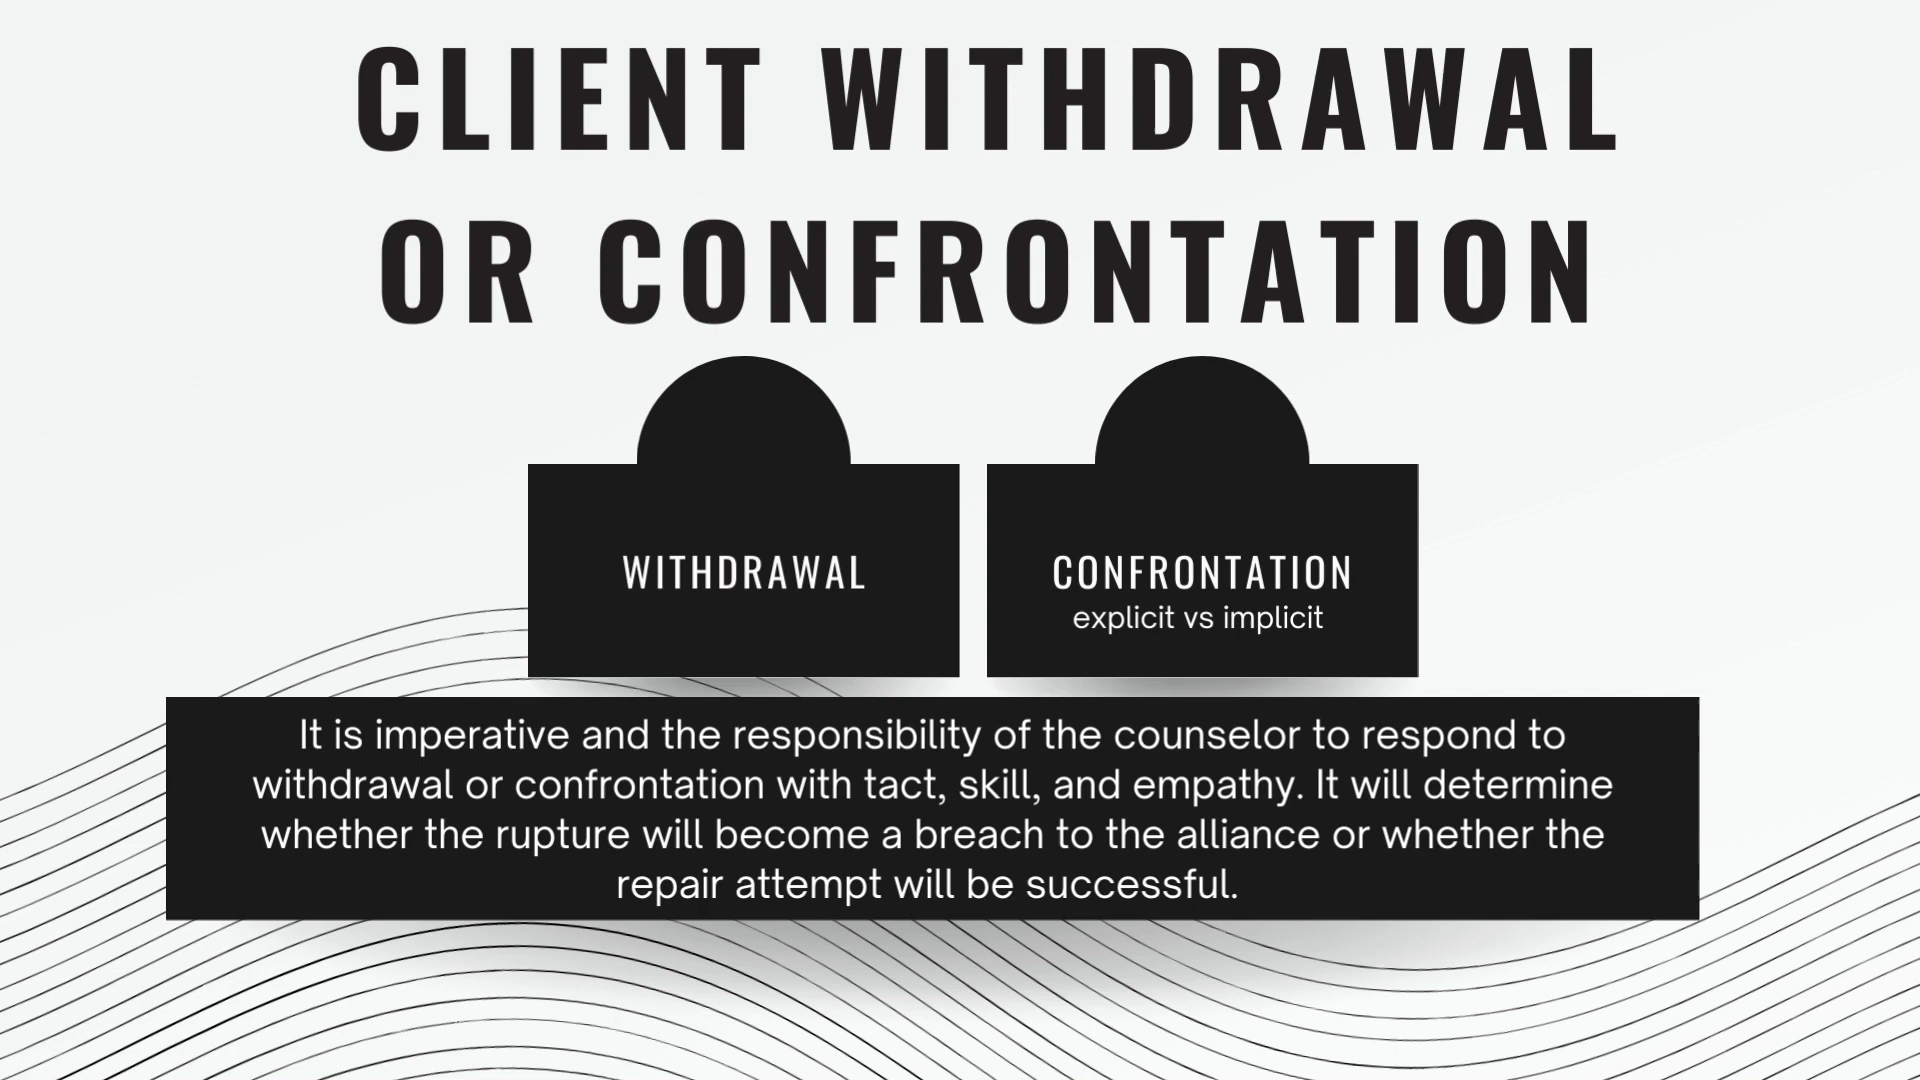 CLIENT WITHDRAWAL
OR CONFRONTATION
WITHDRAWAL
CONFRONTATION
explicit vs implicit
It is imperative and the responsibility of the counselor to respond to
withdrawal or confrontation with tact, skill, and empathy. It will determine
whether the rupture will become a breach to the alliance or whether the
repair attempt will be successful.